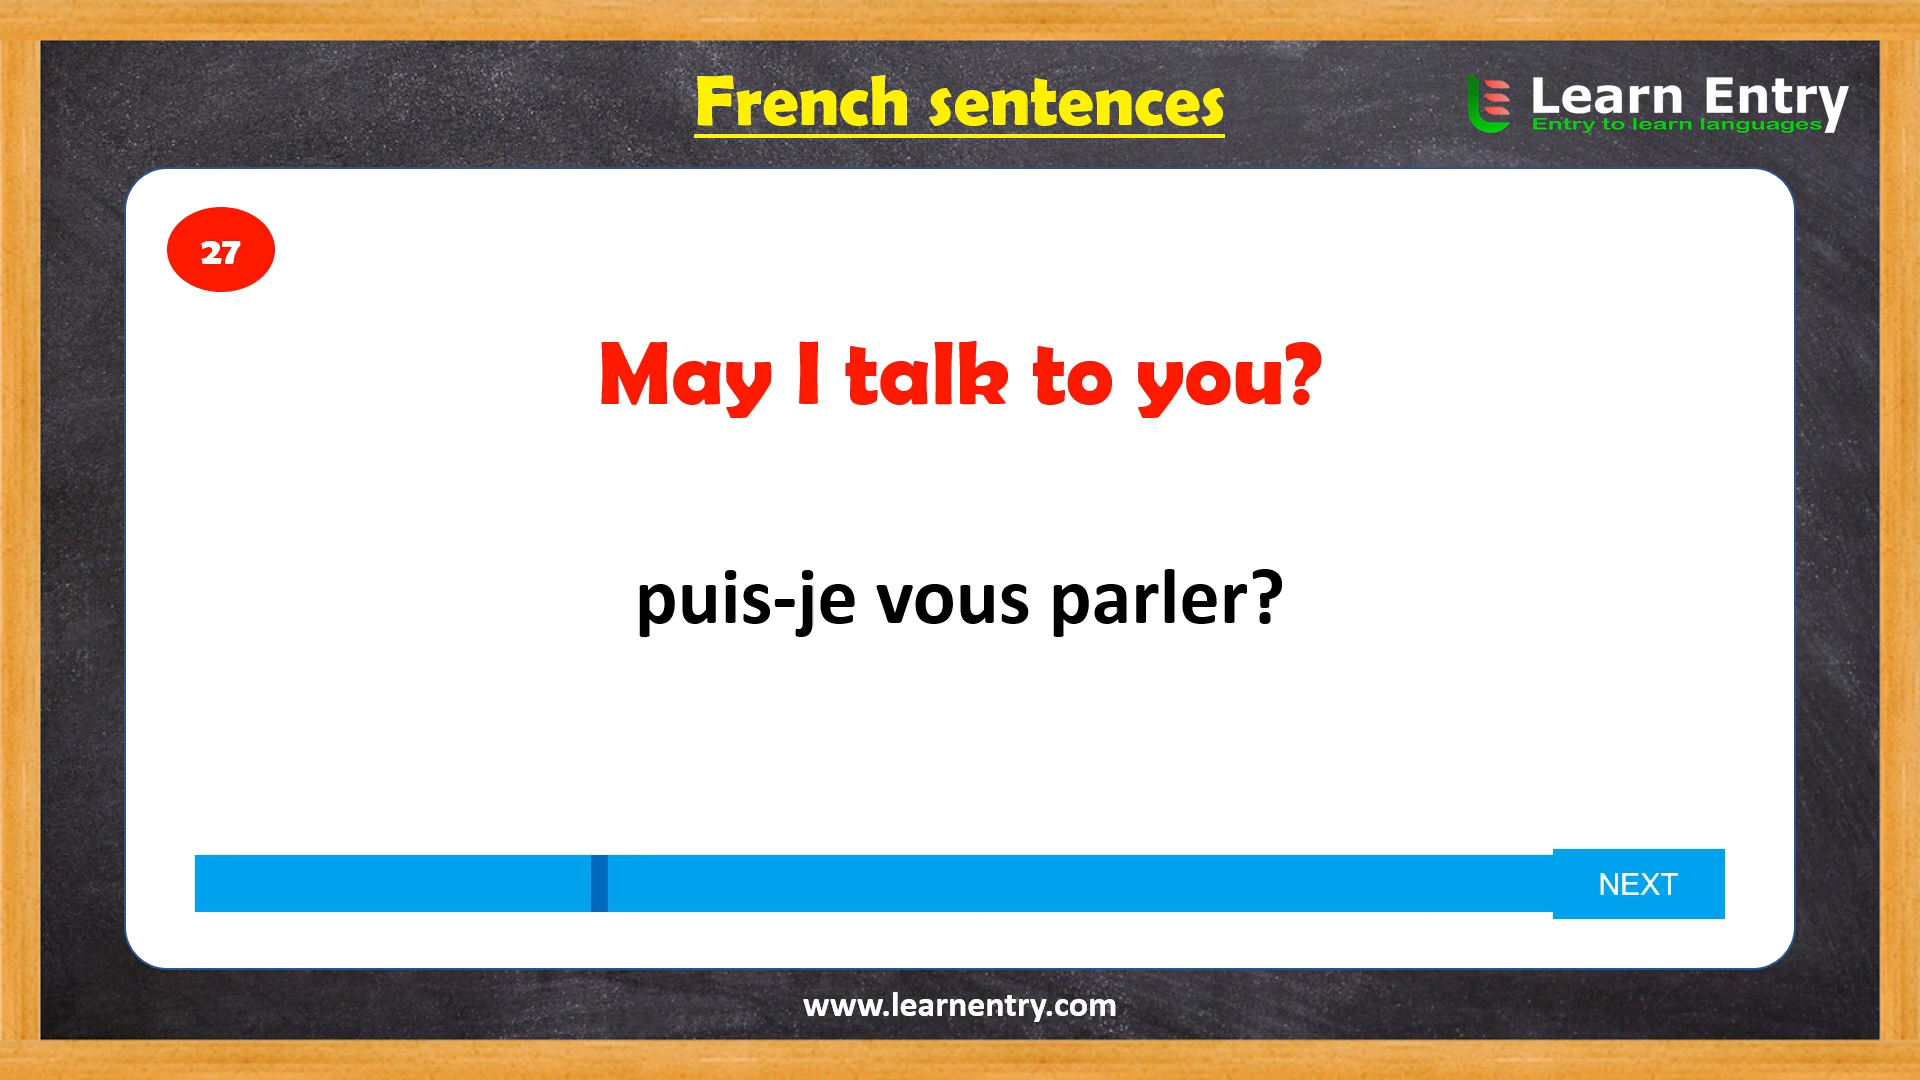 French sentences
Learn Entry
Entry to learn languages
27
May I talk to you?
puis-je vous parler?
NEXT
www.learnentry.com